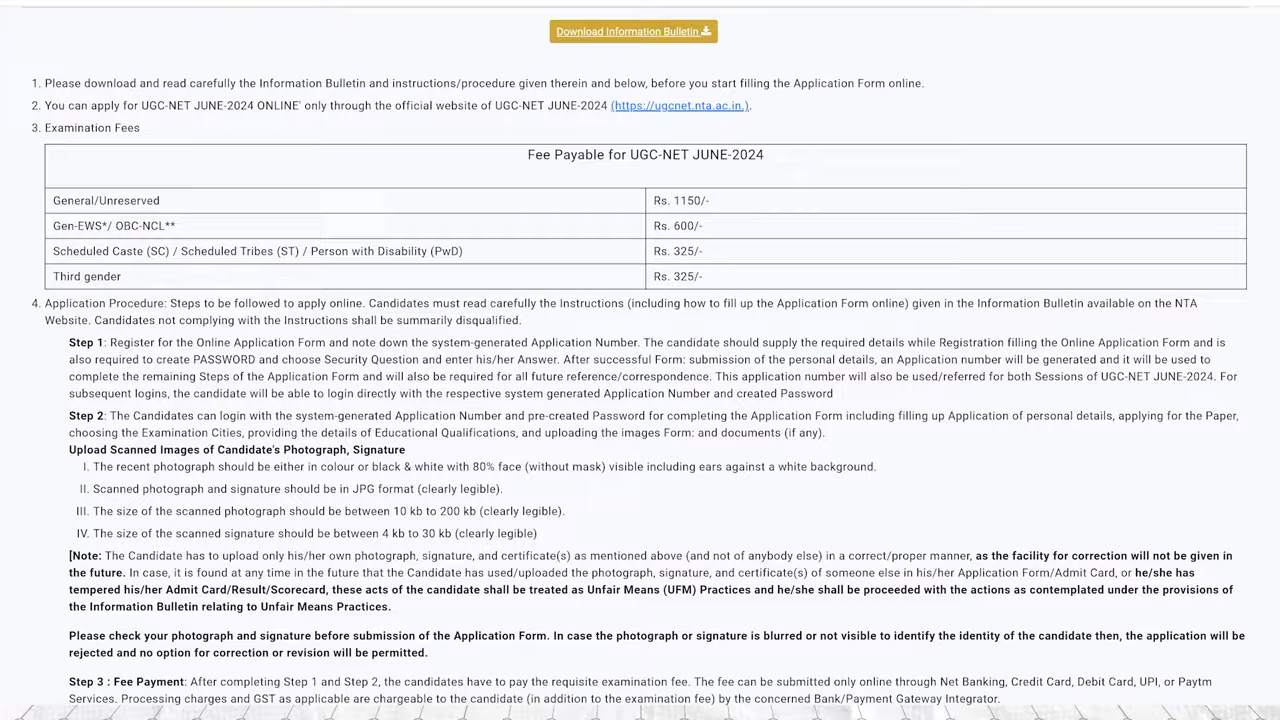 Download Information Bulletin
1. Please download and read carefully the Information Bulletin and instructions/procedure given therein and below, before you start filling the Application Form online.
2. You can apply for UGC-NET JUNE-2024 ONLINE' only through the official website of UGC-NET JUNE-2024 (https://ugcnet.nta.ac.in.).
3. Examination Fees
Fee Payable for UGC-NET JUNE-2024
General/Unreserved Rs. 1150/-
Gen-EWS*/ OBC-NCL** Rs. 600/-
Scheduled Caste (SC) / Scheduled Tribes (ST) / Person with Disability (PwD) Rs. 325/-
Third gender Rs. 325/-
4. Application Procedure: Steps to be followed to apply online. Candidates must read carefully the Instructions (including how to fill up the Application Form online) given in the Information Bulletin available on the NTA
Website. Candidates not complying with the Instructions shall be summarily disqualified.
Step 1: Register for the Online Application Form and note down the system-generated Application Number. The candidate should supply the required details while Registration filling the Online Application Form and is
also required to create PASSWORD and choose Security Question and enter his/her Answer. After successful Form: submission of the personal details, an Application number will be generated and it will be used to
complete the remaining Steps of the Application Form and will also be required for all future reference/correspondence. This application number will also be used/referred for both Sessions of UGC-NET JUNE-2024. For
subsequent logins, the candidate will be able to login directly with the respective system generated Application Number and created Password
Step 2: The Candidates can login with the system-generated Application Number and pre-created Password for completing the Application Form including filling up Application of personal details, applying for the Paper,
choosing the Examination Cities, providing the details of Educational Qualifications, and uploading the images Form: and documents (if any).
Upload Scanned Images of Candidate's Photograph, Signature
I. The recent photograph should be either in colour or black & white with 80% face (without mask) visible including ears against a white background.
II. Scanned photograph and signature should be in JPG format (clearly legible).
III. The size of the scanned photograph should be between 10 kb to 200 kb (clearly legible).
IV. The size of the scanned signature should be between 4 kb to 30 kb (clearly legible)
[Note: The Candidate has to upload only his/her own photograph, signature, and certificate(s) as mentioned above (and not of anybody else) in a correct/proper manner, as the facility for correction will not be given in
the future. In case, it is found at any time in the future that the Candidate has used/uploaded the photograph, signature, and certificate(s) of someone else in his/her Application Form/Admit Card, or he/she has
tempered his/her Admit Card/Result/Scorecard, these acts of the candidate shall be treated as Unfair Means (UFM) Practices and he/she shall be proceeded with the actions as contemplated under the provisions of
the Information Bulletin relating to Unfair Means Practices.
Please check your photograph and signature before submission of the Application Form. In case the photograph or signature is blurred or not visible to identify the identity of the candidate then, the application will be
rejected and no option for correction or revision will be permitted.
Step 3 : Fee Payment: After completing Step 1 and Step 2, the candidates have to pay the requisite examination fee. The fee can be submitted only online through Net Banking, Credit Card, Debit Card, UPI, or Paytm
Services. Processing charges and GST as applicable are chargeable to the candidate (in addition to the examination fee) by the concerned Bank/Payment Gateway Integrator.